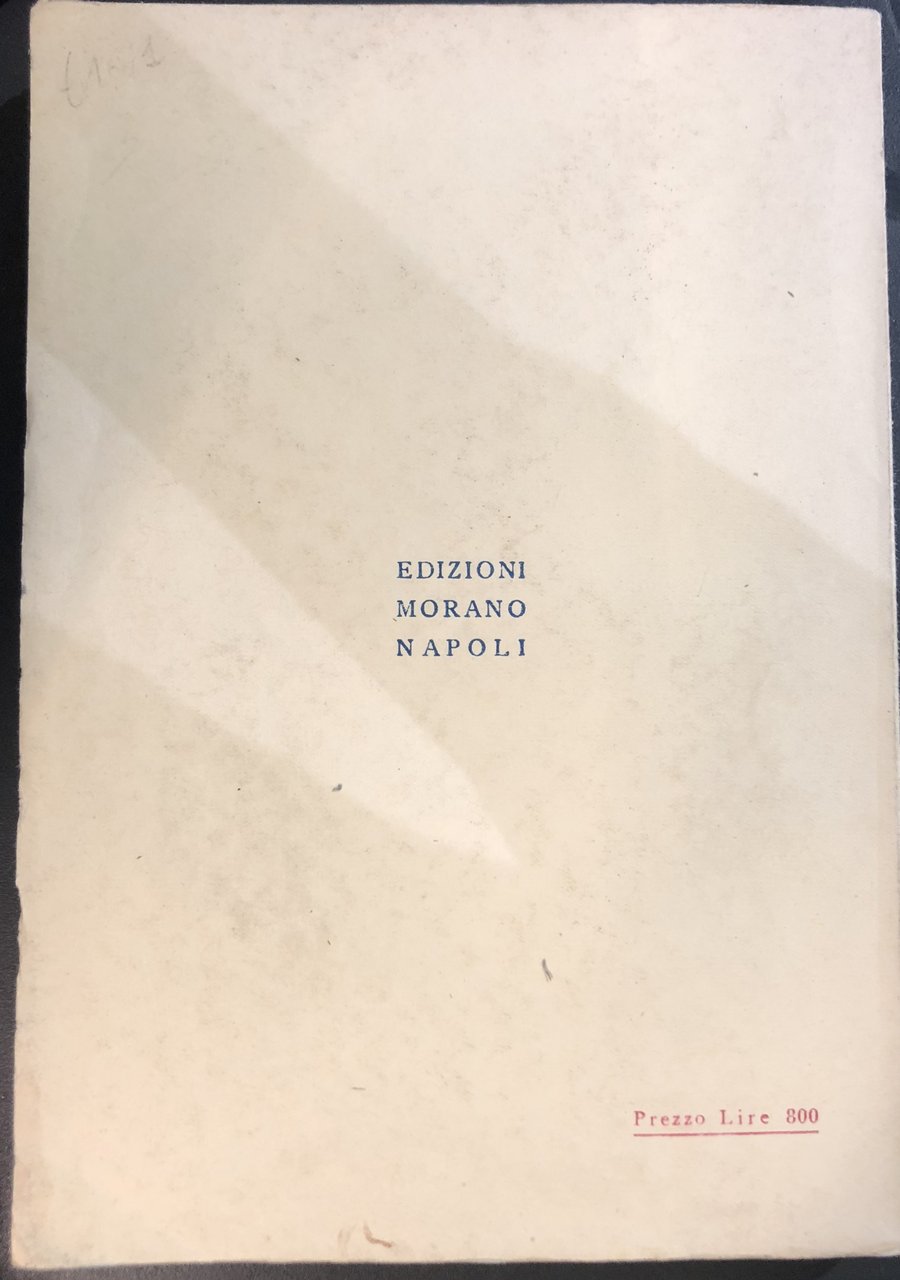 EDIZIONI
MORANO
NAPOLI
Prezzo Lire 800